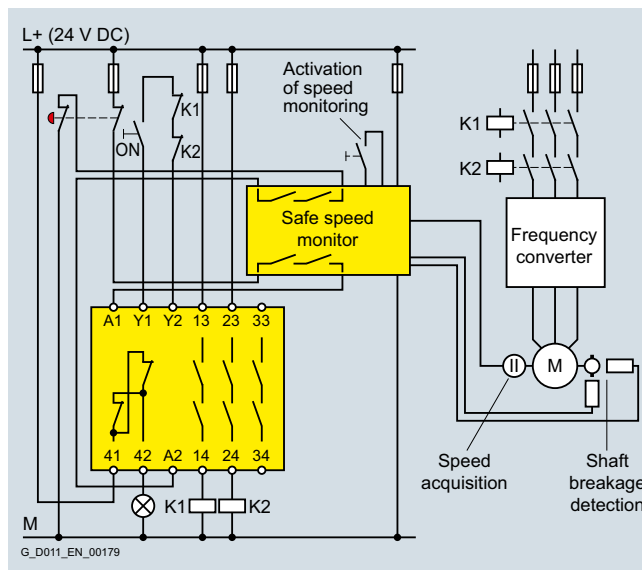 L+ (24 V DC)
Activation
of speed
monitoring
K1
K2
ON
K1
K2
Safe speed
monitor
Frequency
converter
A1 Y1 Y2 13 23 33
II
M
41 42 A2 14 24 34
Speed
acquisition
Shaft
breakage
detection
K1
K2
M
G_D011_EN_00179